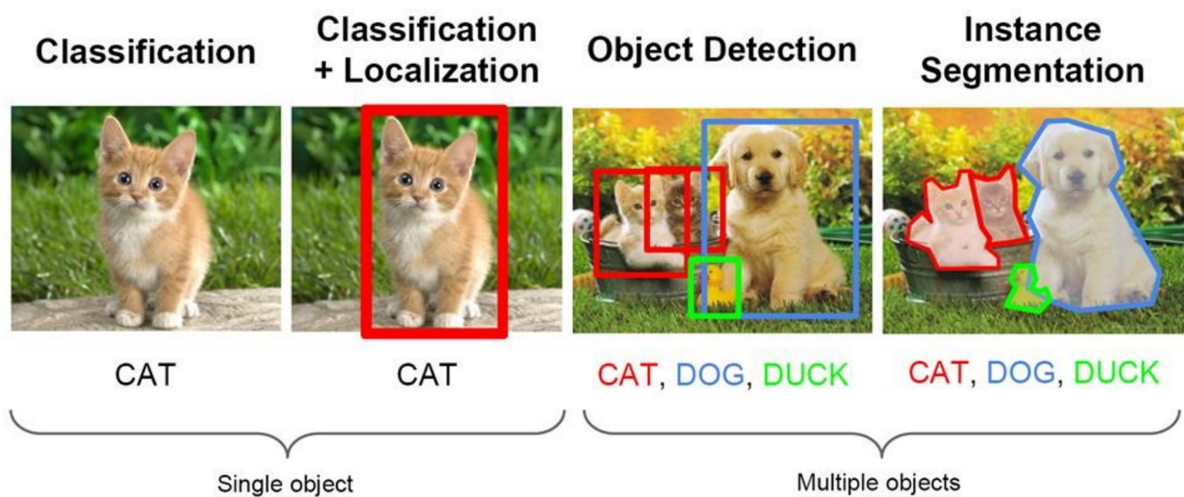 Classification
Classification
+ Localization
Object Detection
Instance
Segmentation
CAT
CAT
CAT, DOG, DUCK
CAT, DOG, DUCK
Single object
Multiple objects